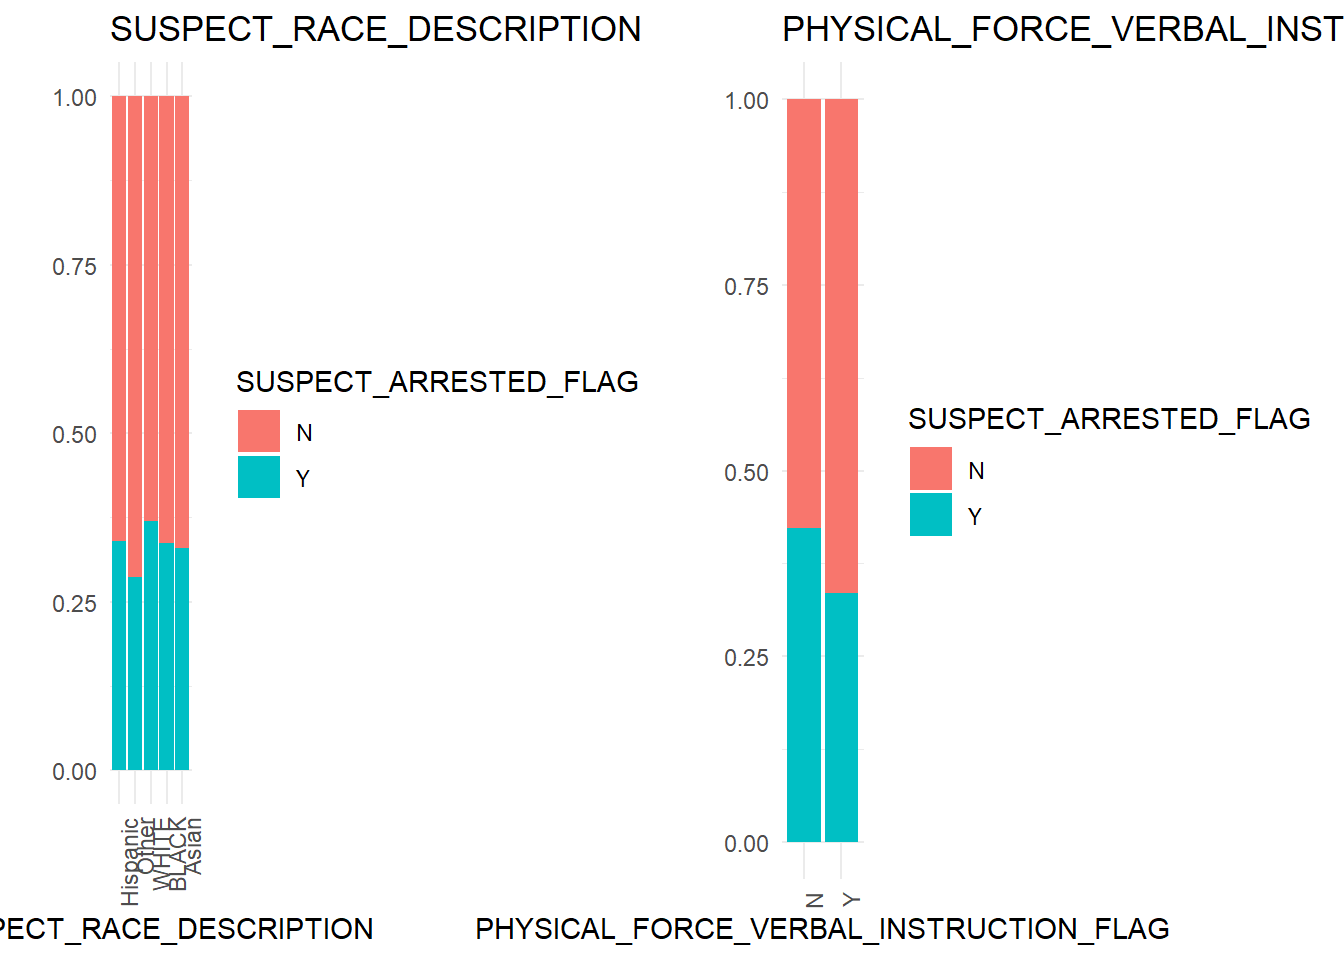 SUSPECT_RACE_DESCRIPTION
1.00
0.75
0.50
0.25
0.00
Hispanic
Other
WHITE
BLACK
Asian
PECT_RACE_DESCRIPTION
SUSPECT_ARRESTED_FLAG
N
Y
PHYSICAL_FORCE_VERBAL_INST
1.00
0.75
0.50
0.25
0.00
N
Y
PHYSICAL_FORCE_VERBAL_INSTRUCTION_FLAG
SUSPECT_ARRESTED_FLAG
N
Y